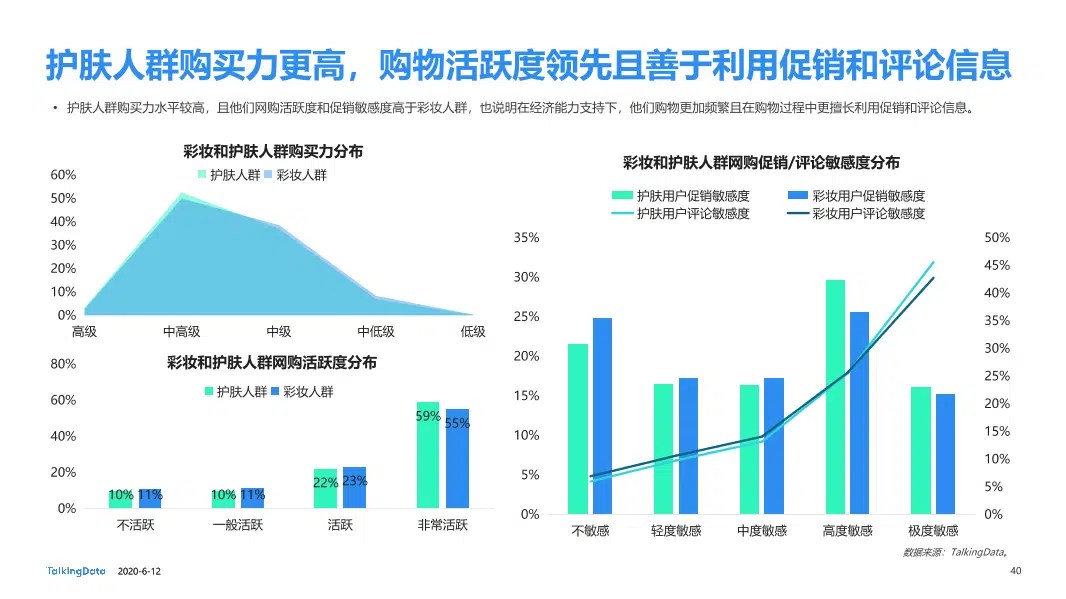 护肤人群购买力更高，购物活跃度领先且善于利用促销和评论信息
• 护肤人群购买力水平较高，且他们网购活跃度和促销敏感度高于彩妆人群，也说明在经济能力支持下，他们购物更加频繁且在购物过程中更擅长利用促销和评论信息。
彩妆和护肤人群购买力分布
护肤人群 彩妆人群
60%
50%
40%
30%
20%
10%
0%
高级 中高级 中级 中低级 低级
彩妆和护肤人群网购活跃度分布
护肤人群 彩妆人群
80%
60%
40%
20%
0%
10% 11% 10% 11% 22% 23% 59% 55%
不活跃 一般活跃 活跃 非常活跃
彩妆和护肤人群网购促销/评论敏感度分布
护肤用户促销敏感度 彩妆用户促销敏感度
护肤用户评论敏感度 彩妆用户评论敏感度
35%
30%
25%
20%
15%
10%
5%
0%
50%
45%
40%
35%
30%
25%
20%
15%
10%
5%
0%
不敏感 轻度敏感 中度敏感 高度敏感 极度敏感
数据来源：TalkingData。
TalkingData 2020-6-12
40